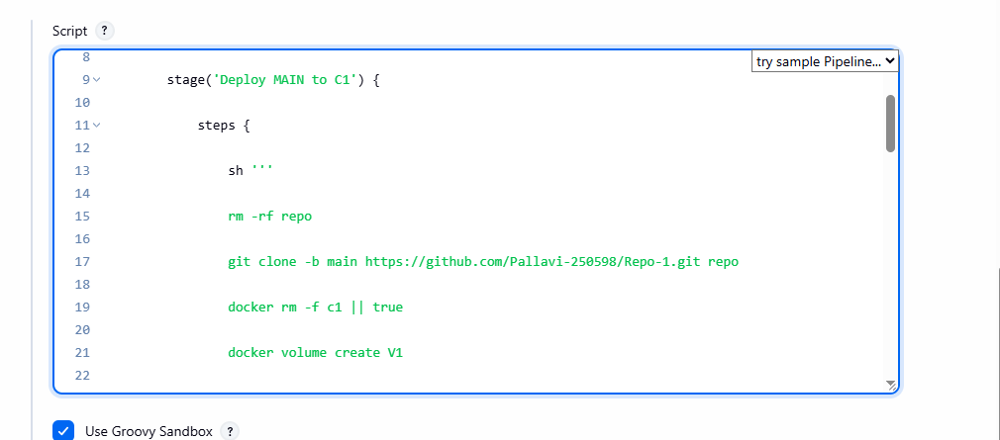 Script ?
8
try sample Pipeline...
9 stage('Deploy MAIN to C1') {
10
11 steps {
12
13 sh '''
14
15 rm -rf repo
16
17 git clone -b main https://github.com/Pallavi-250598/Repo-1.git repo
18
19 docker rm -f c1 || true
20
21 docker volume create V1
22
Use Groovy Sandbox ?